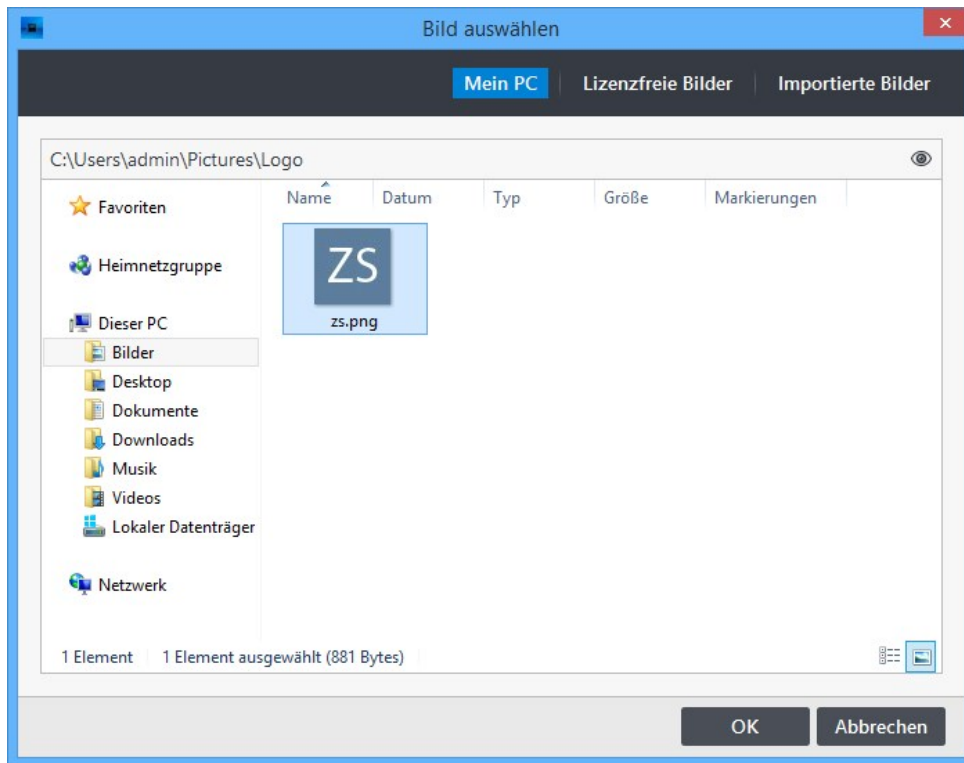 Bild auswählen
Mein PC Lizenzfreie Bilder Importierte Bilder
C:\Users\admin\Pictures\Logo
Name Datum Typ Größe Markierungen
Favoriten
Heimnetzgruppe
Dieser PC
Bilder
Desktop
Dokumente
Downloads
Musik
Videos
Lokaler Datenträger
Netzwerk
ZS
zs.png
1 Element 1 Element ausgewählt (881 Bytes)
OK Abbrechen